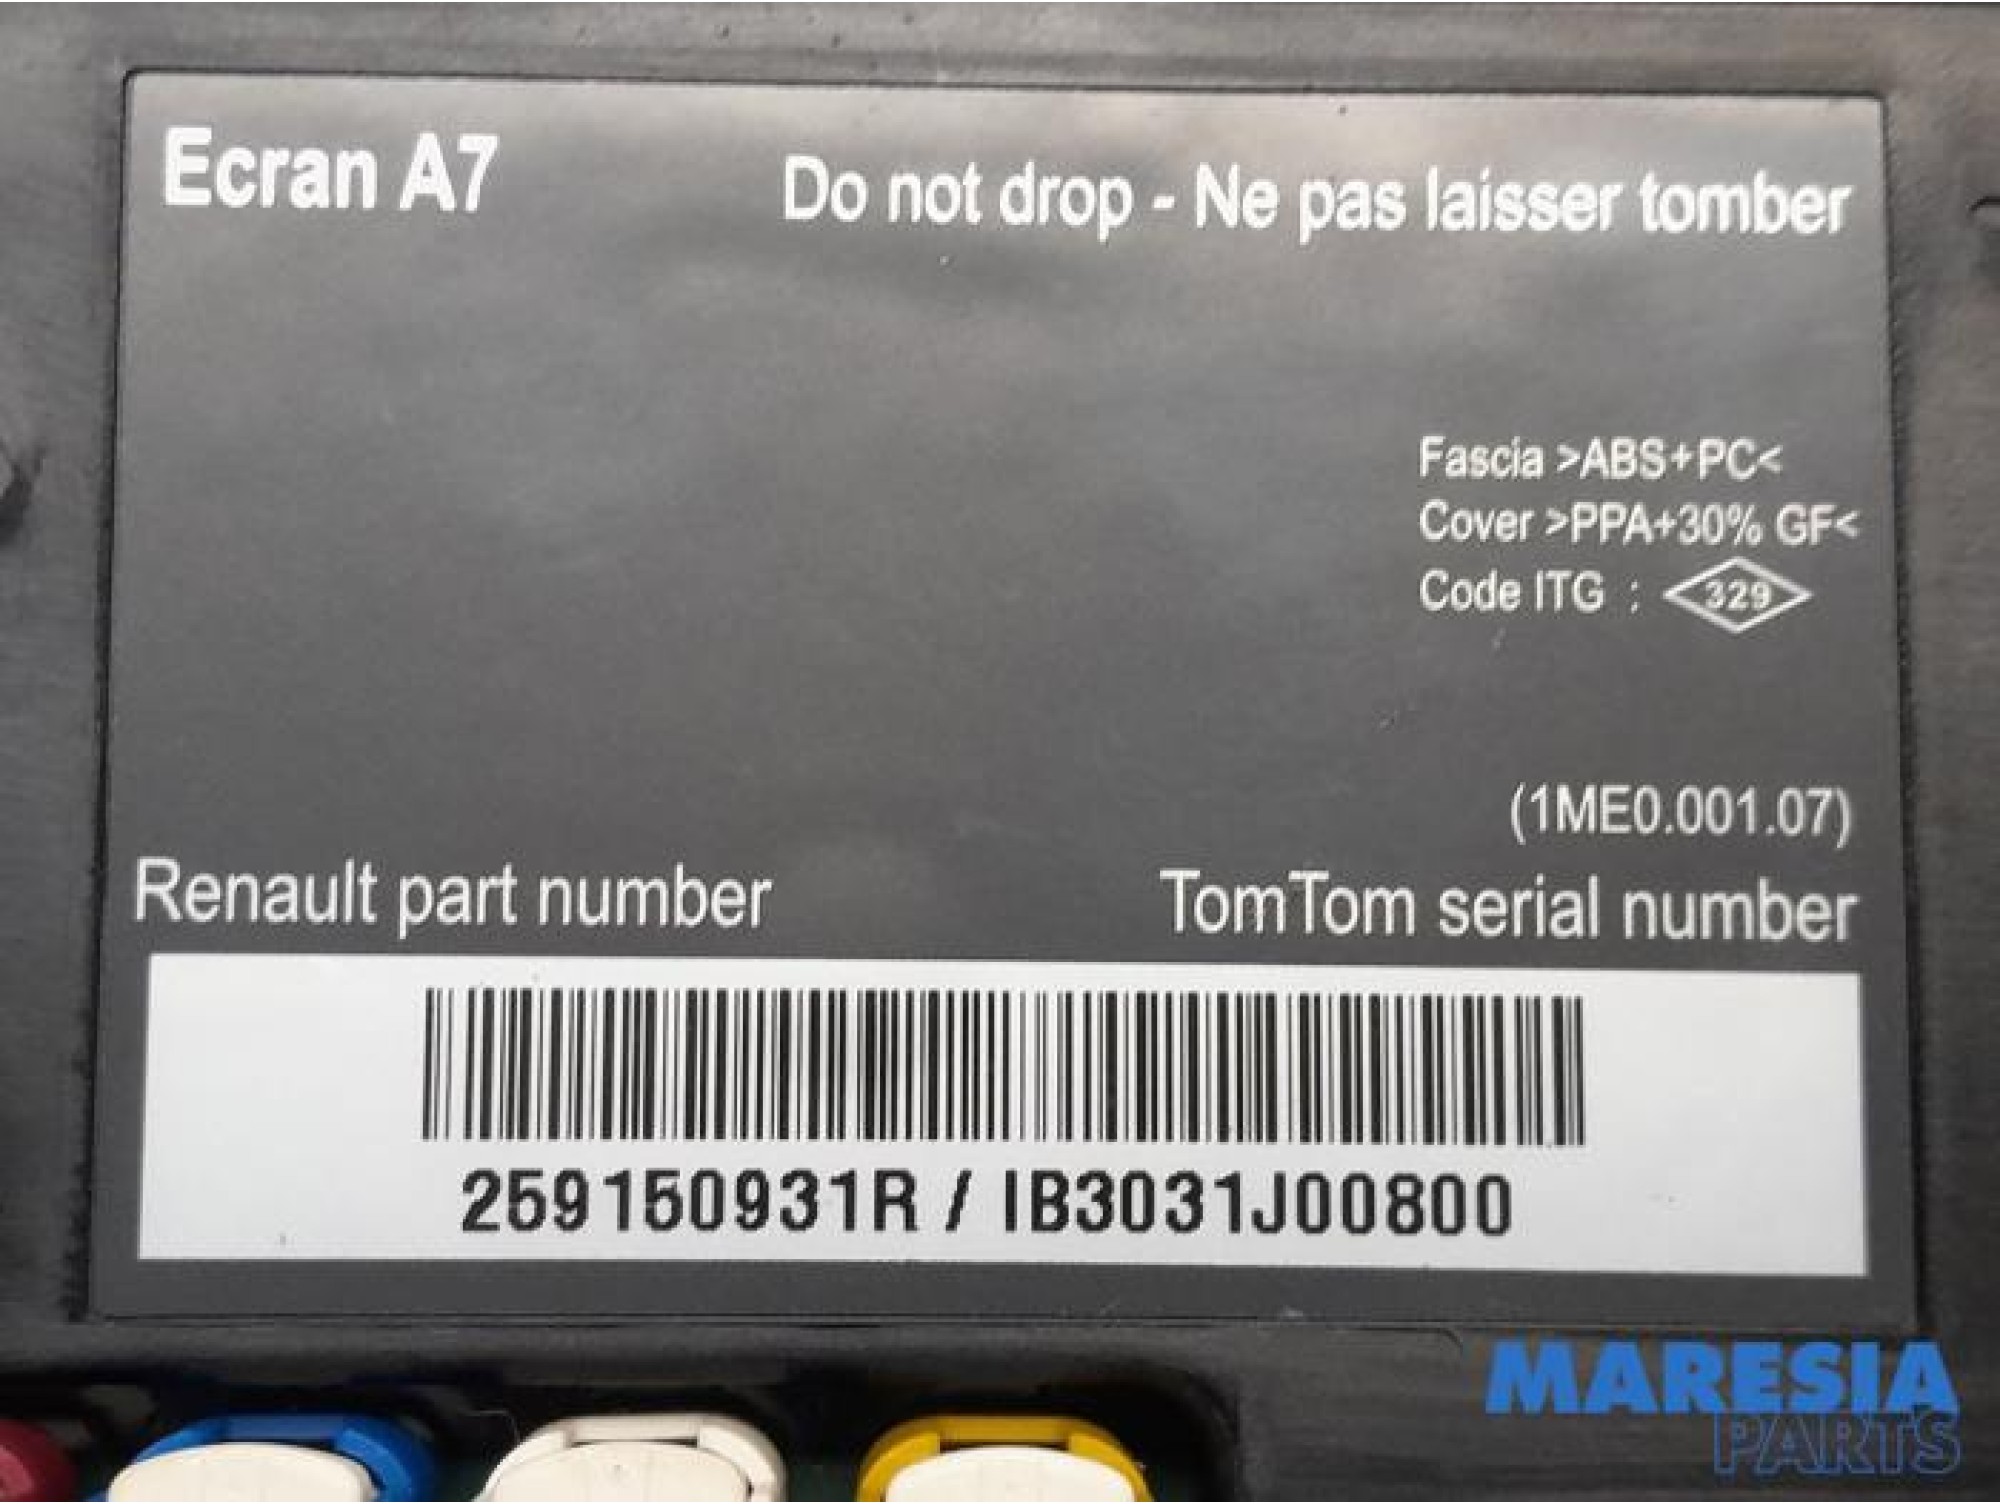 Ecran A7
Do not drop - Ne pas laisser tomber
Fascia >ABS+PC<
Cover >PPA+30% GF<
Code ITG : 329
(1ME0.001.07)
Renault part number
TomTom serial number
259150931R / IB3031J00800
MARESIA
PARTS